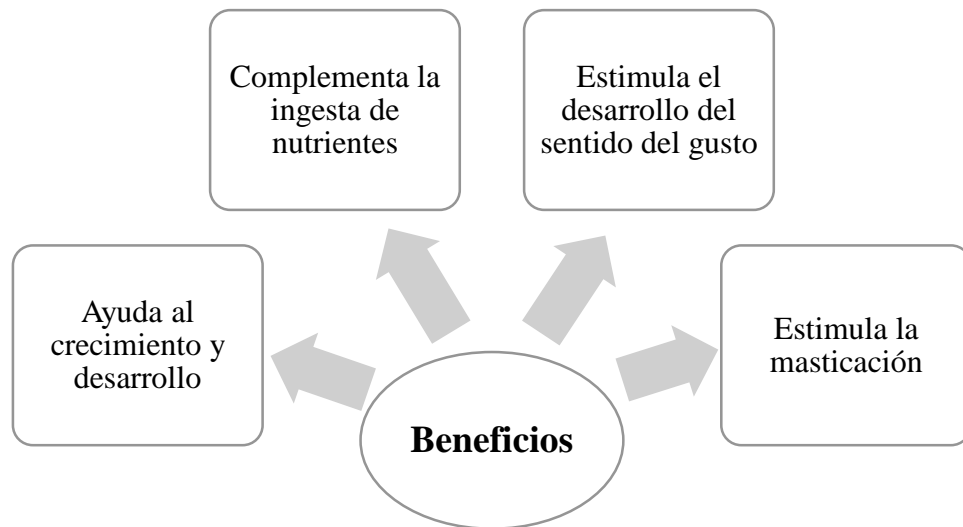 Complementa la
ingesta de
nutrientes
Estimula el
desarrollo del
sentido del gusto
Ayuda al
crecimiento y
desarrollo
Estimula la
masticación
Beneficios